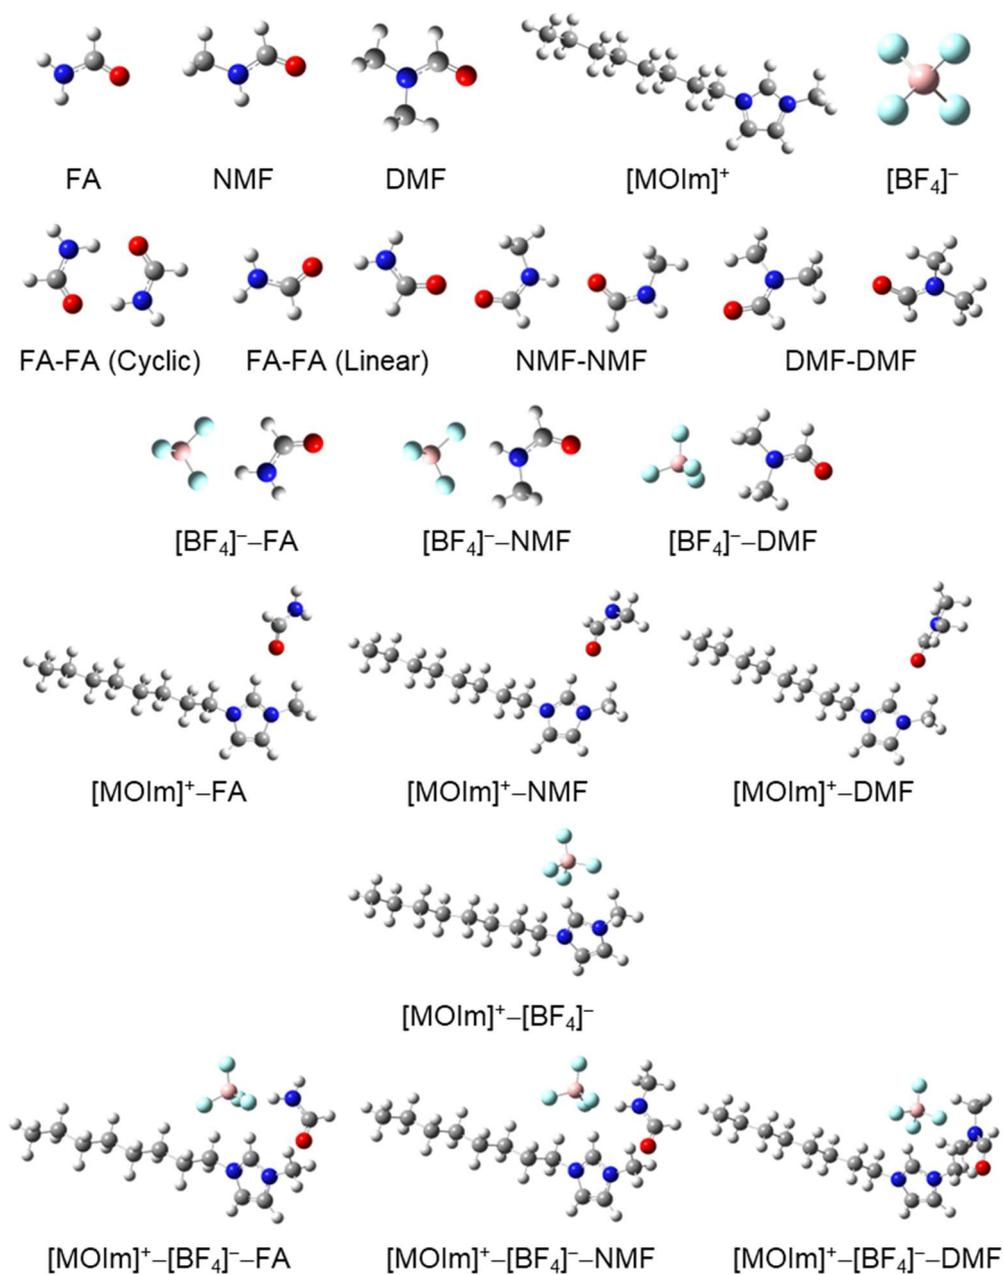 FA NMF DMF [MOIm]⁺ [BF₄]⁻
FA-FA (Cyclic) FA-FA (Linear) NMF-NMF DMF-DMF
[BF₄]⁻–FA [BF₄]⁻–NMF [BF₄]⁻–DMF
[MOIm]⁺–FA [MOIm]⁺–NMF [MOIm]⁺–DMF
[MOIm]⁺–[BF₄]⁻
[MOIm]⁺–[BF₄]⁻–FA [MOIm]⁺–[BF₄]⁻–NMF [MOIm]⁺–[BF₄]⁻–DMF